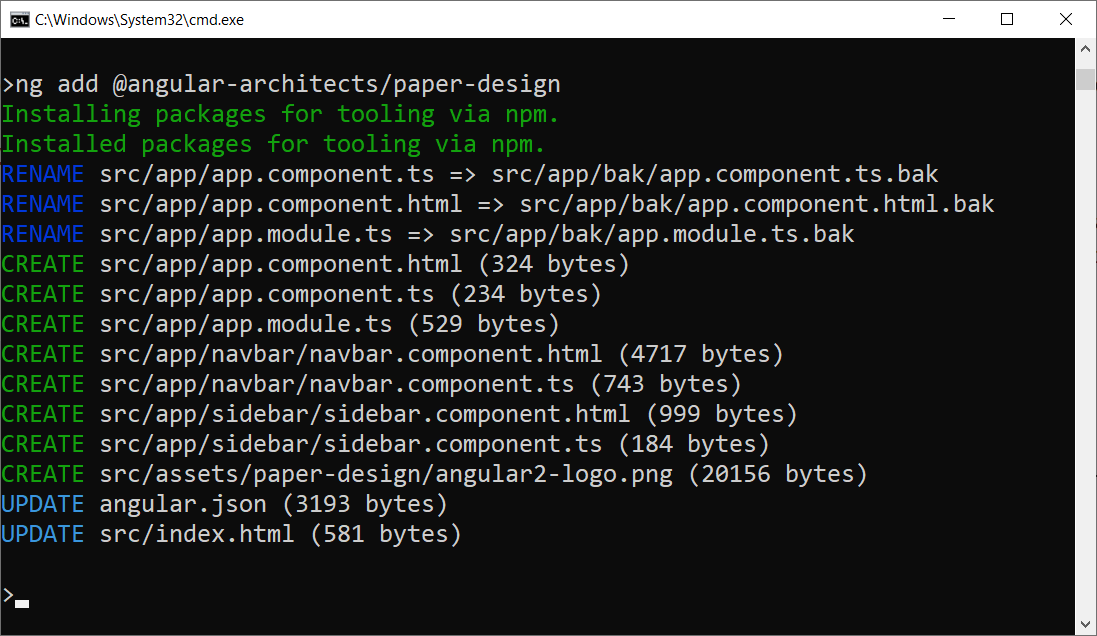 C:\Windows\System32\cmd.exe
>ng add @angular-architects/paper-design
Installing packages for tooling via npm.
Installed packages for tooling via npm.
RENAME src/app/app.component.ts => src/app/bak/app.component.ts.bak
RENAME src/app/app.component.html => src/app/bak/app.component.html.bak
RENAME src/app/app.module.ts => src/app/bak/app.module.ts.bak
CREATE src/app/app.component.html (324 bytes)
CREATE src/app/app.component.ts (234 bytes)
CREATE src/app/app.module.ts (529 bytes)
CREATE src/app/navbar/navbar.component.html (4717 bytes)
CREATE src/app/navbar/navbar.component.ts (743 bytes)
CREATE src/app/sidebar/sidebar.component.html (999 bytes)
CREATE src/app/sidebar/sidebar.component.ts (184 bytes)
CREATE src/assets/paper-design/angular2-logo.png (20156 bytes)
UPDATE angular.json (3193 bytes)
UPDATE src/index.html (581 bytes)
>